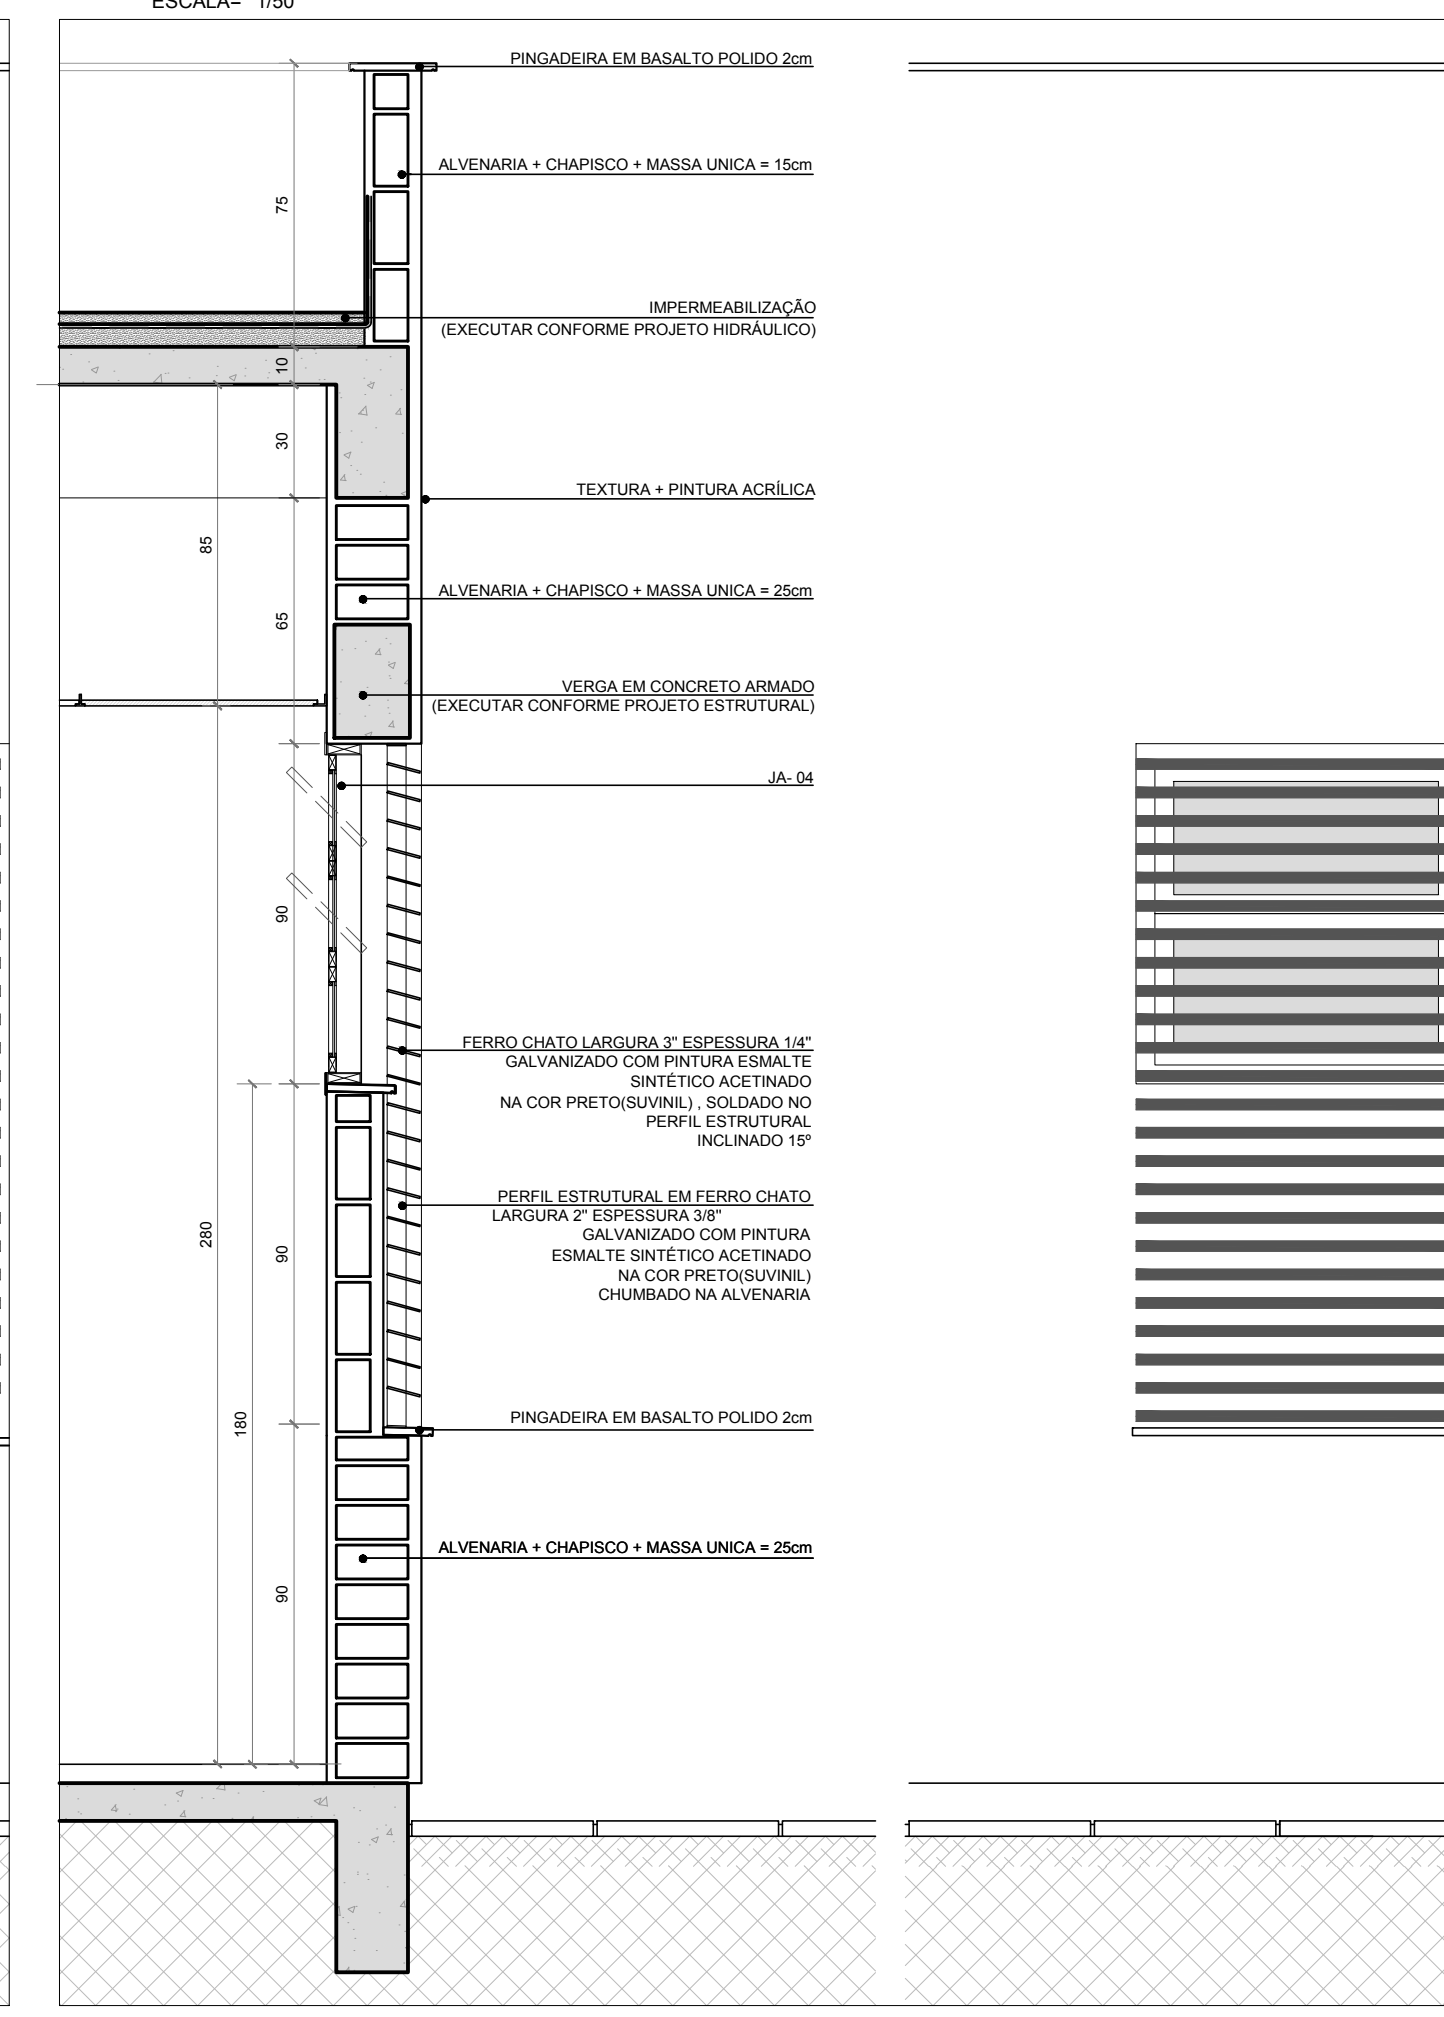 ESCALA= 1/50
PINGADEIRA EM BASALTO POLIDO 2cm
ALVENARIA + CHAPISCO + MASSA UNICA = 15cm
75
IMPERMEABILIZAÇÃO
(EXECUTAR CONFORME PROJETO HIDRÁULICO)
10
30
TEXTURA + PINTURA ACRÍLICA
85
ALVENARIA + CHAPISCO + MASSA UNICA = 25cm
65
VERGA EM CONCRETO ARMADO
(EXECUTAR CONFORME PROJETO ESTRUTURAL)
JA- 04
90
FERRO CHATO LARGURA 3" ESPESSURA 1/4"
GALVANIZADO COM PINTURA ESMALTE
SINTÉTICO ACETINADO
NA COR PRETO(SUVINIL) , SOLDADO NO
PERFIL ESTRUTURAL
INCLINADO 15º
PERFIL ESTRUTURAL EM FERRO CHATO
LARGURA 2" ESPESSURA 3/8"
GALVANIZADO COM PINTURA
ESMALTE SINTÉTICO ACETINADO
NA COR PRETO(SUVINIL)
CHUMBADO NA ALVENARIA
280
90
180
PINGADEIRA EM BASALTO POLIDO 2cm
ALVENARIA + CHAPISCO + MASSA UNICA = 25cm
90